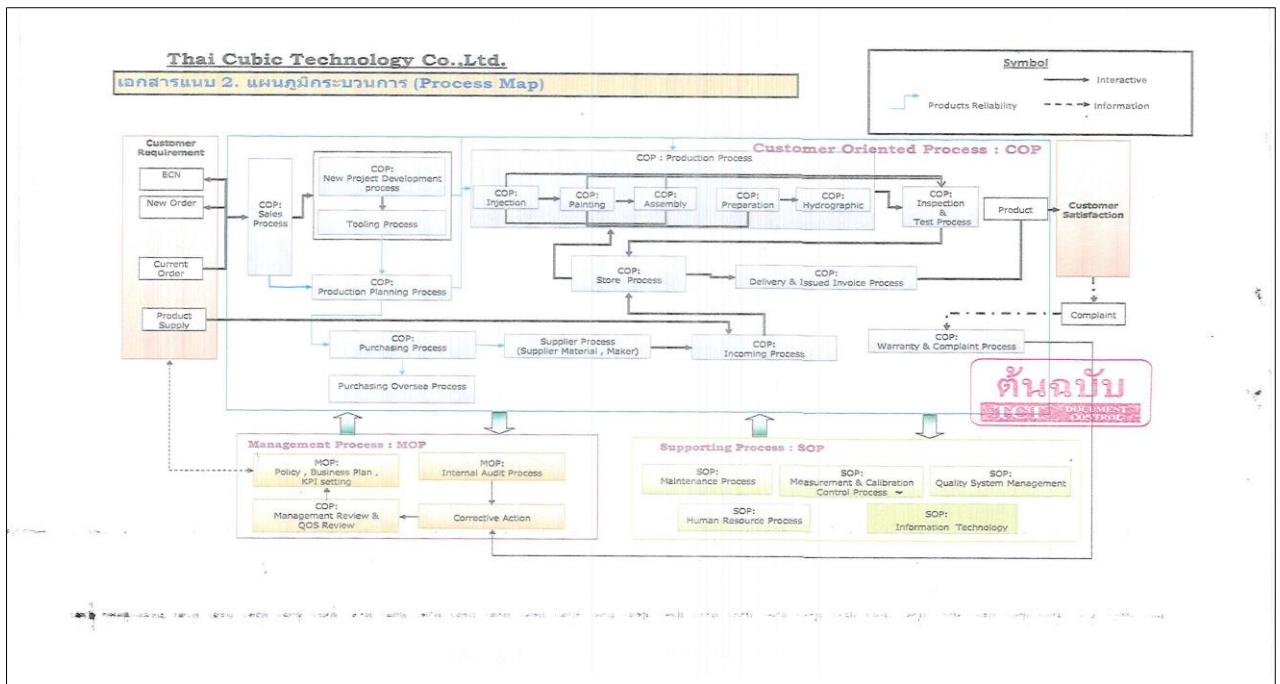 Thai Cubic Technology Co.,Ltd.
เอกสารแนบ 2. แผนภูมิกระบวนการ (Process Map)
Symbol
Interactive
Products Reliability
Information
Customer
Requirement
ECN
New Order
Current
Order
Product
Supply
Customer Oriented Process : COP
COP:
Sales
Process
COP:
New Project Development
process
Tooling Process
COP:
Production Planning Process
COP : Production Process
COP:
Injection
COP:
Painting
COP:
Assembly
COP:
Preparation
COP:
Hydrographic
COP:
Inspection
&
Test Process
Product
Customer
Satisfaction
COP:
Store Process
COP:
Delivery & Issued Invoice Process
COP:
Purchasing Process
Supplier Process
(Supplier Material , Maker)
COP:
Incoming Process
Complaint
COP:
Warranty & Complaint Process
Purchasing Oversea Process
ต้นฉบับ
TCT DOCUMENT
CONTROL
Management Process : MOP
MOP:
Policy , Business Plan ,
KPI setting
MOP:
Internal Audit Process
COP:
Management Review &
QOS Review
Corrective Action
Supporting Process : SOP
SOP:
Maintenance Process
SOP:
Measurement & Calibration
Control Process
SOP:
Quality System Management
SOP:
Human Resource Process
SOP:
Information Technology